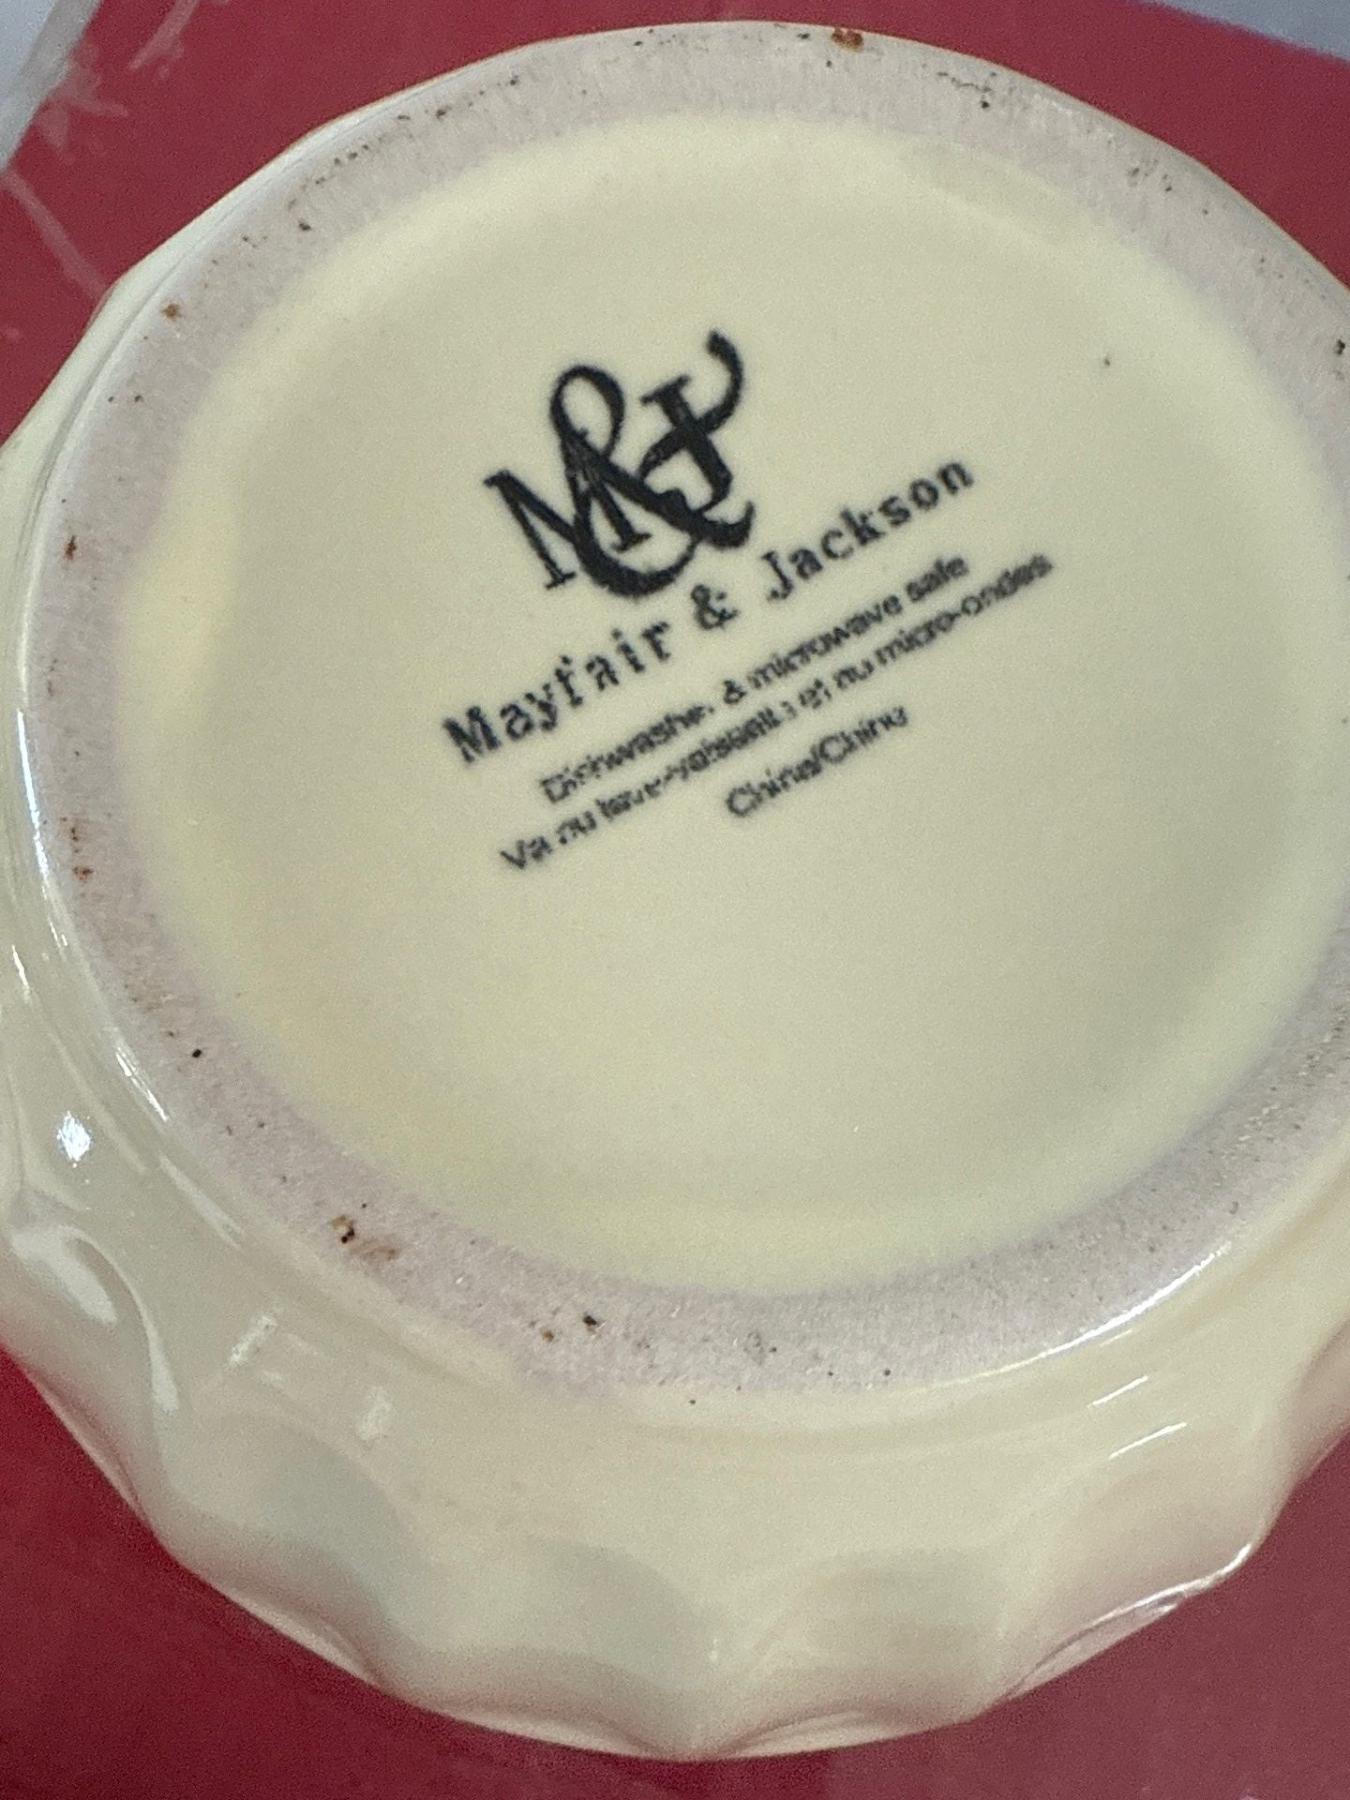 M&J
Mayfair & Jackson
Dishwasher & microwave safe
Va au lave-vaisselle et au micro-ondes
China/Chine